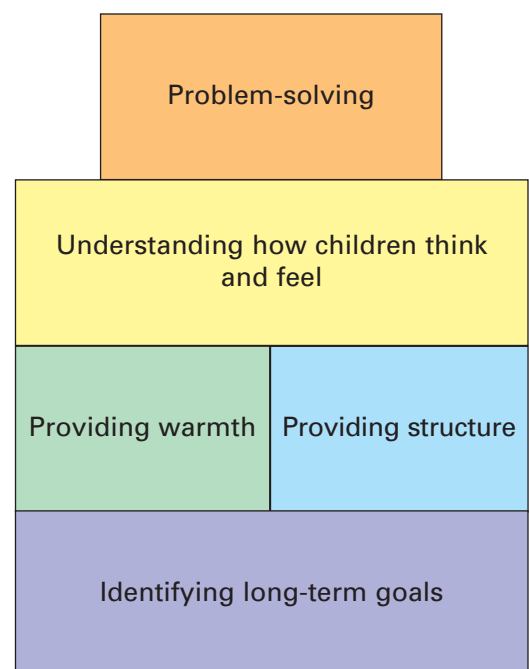 Problem-solving
Understanding how children think
and feel
Providing warmth
Providing structure
Identifying long-term goals